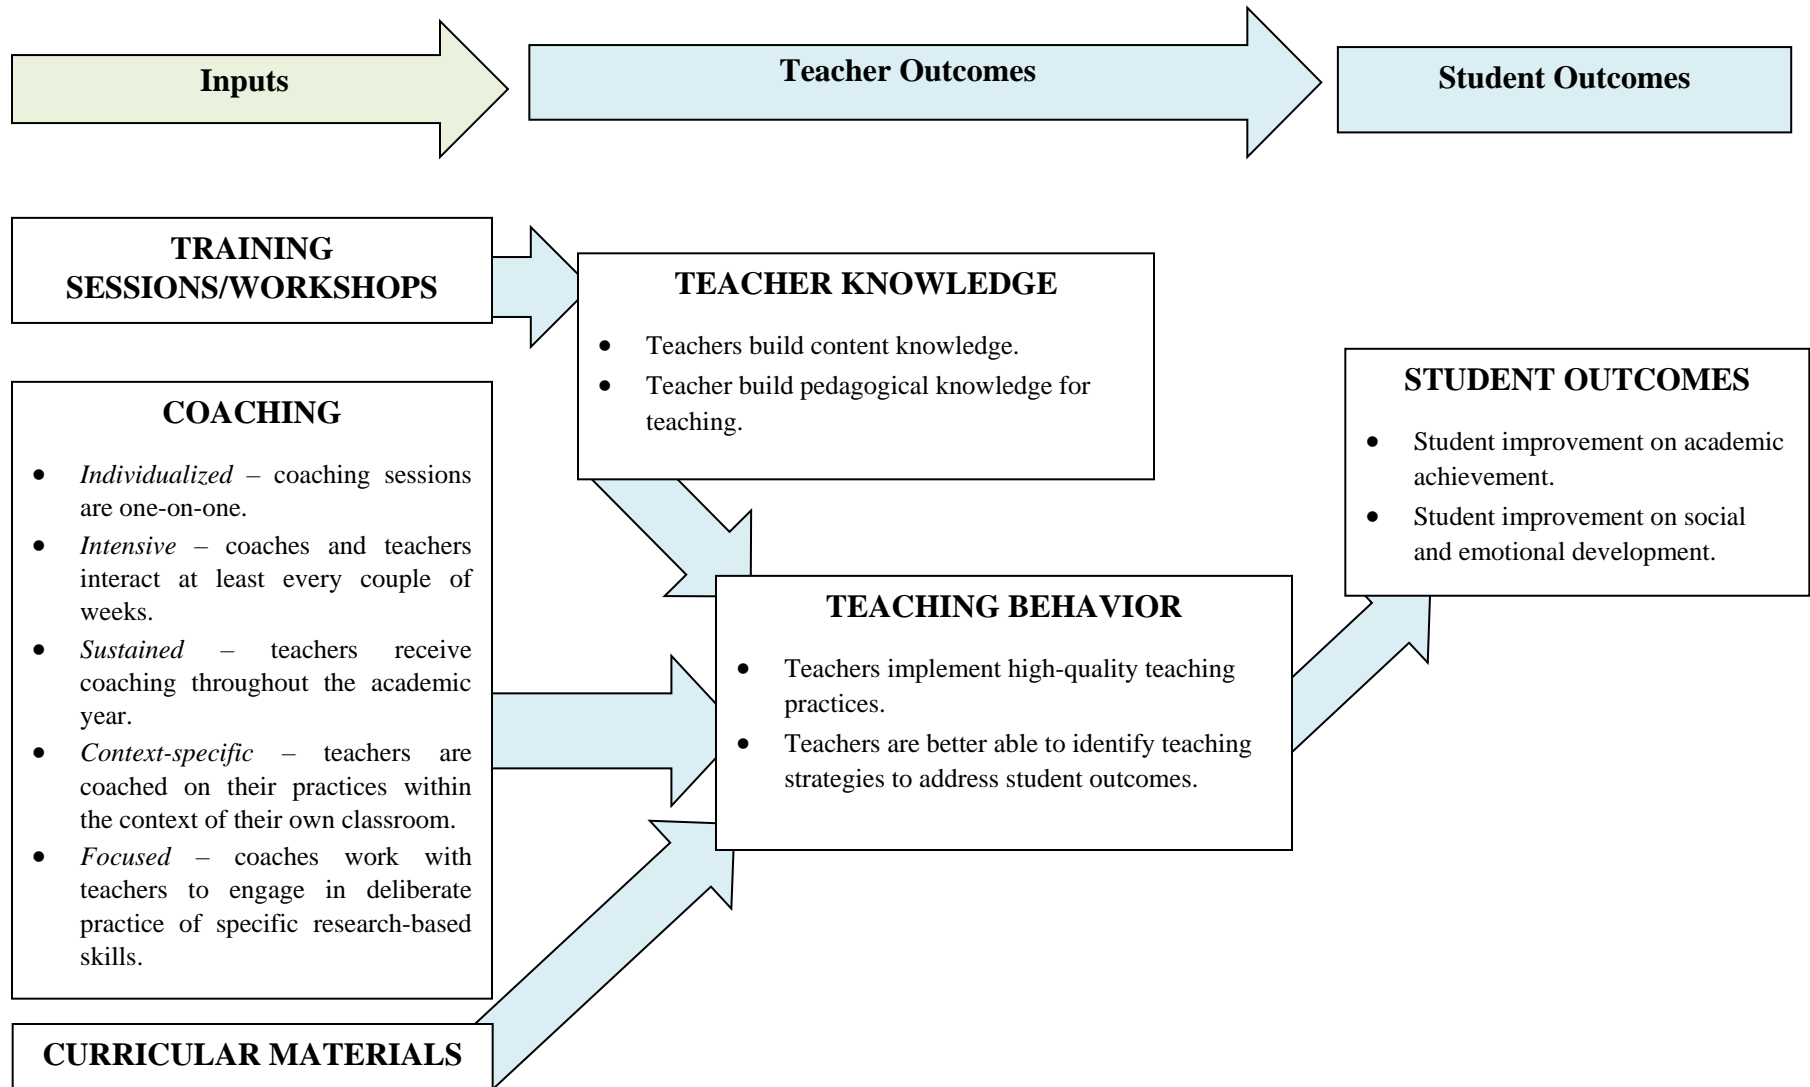 Inputs
Teacher Outcomes
Student Outcomes
TRAINING
SESSIONS/WORKSHOPS
COACHING
• Individualized – coaching sessions
are one-on-one.
• Intensive – coaches and teachers
interact at least every couple of
weeks.
• Sustained – teachers receive
coaching throughout the academic
year.
• Context-specific – teachers are
coached on their practices within
the context of their own classroom.
• Focused – coaches work with
teachers to engage in deliberate
practice of specific research-based
skills.
CURRICULAR MATERIALS
TEACHER KNOWLEDGE
• Teachers build content knowledge.
• Teacher build pedagogical knowledge for
teaching.
TEACHING BEHAVIOR
• Teachers implement high-quality teaching
practices.
• Teachers are better able to identify teaching
strategies to address student outcomes.
STUDENT OUTCOMES
• Student improvement on academic
achievement.
• Student improvement on social
and emotional development.